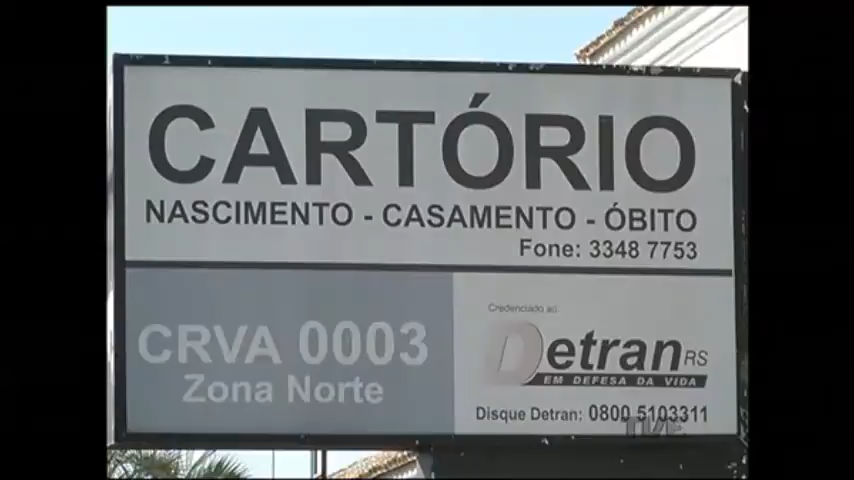 CARTÓRIO
NASCIMENTO - CASAMENTO - ÓBITO
Fone: 3348 7753
CRVA 0003
Zona Norte
Credenciado ao:
Detran RS
EM DEFESA DA VIDA
Disque Detran: 0800 5103311
TVE